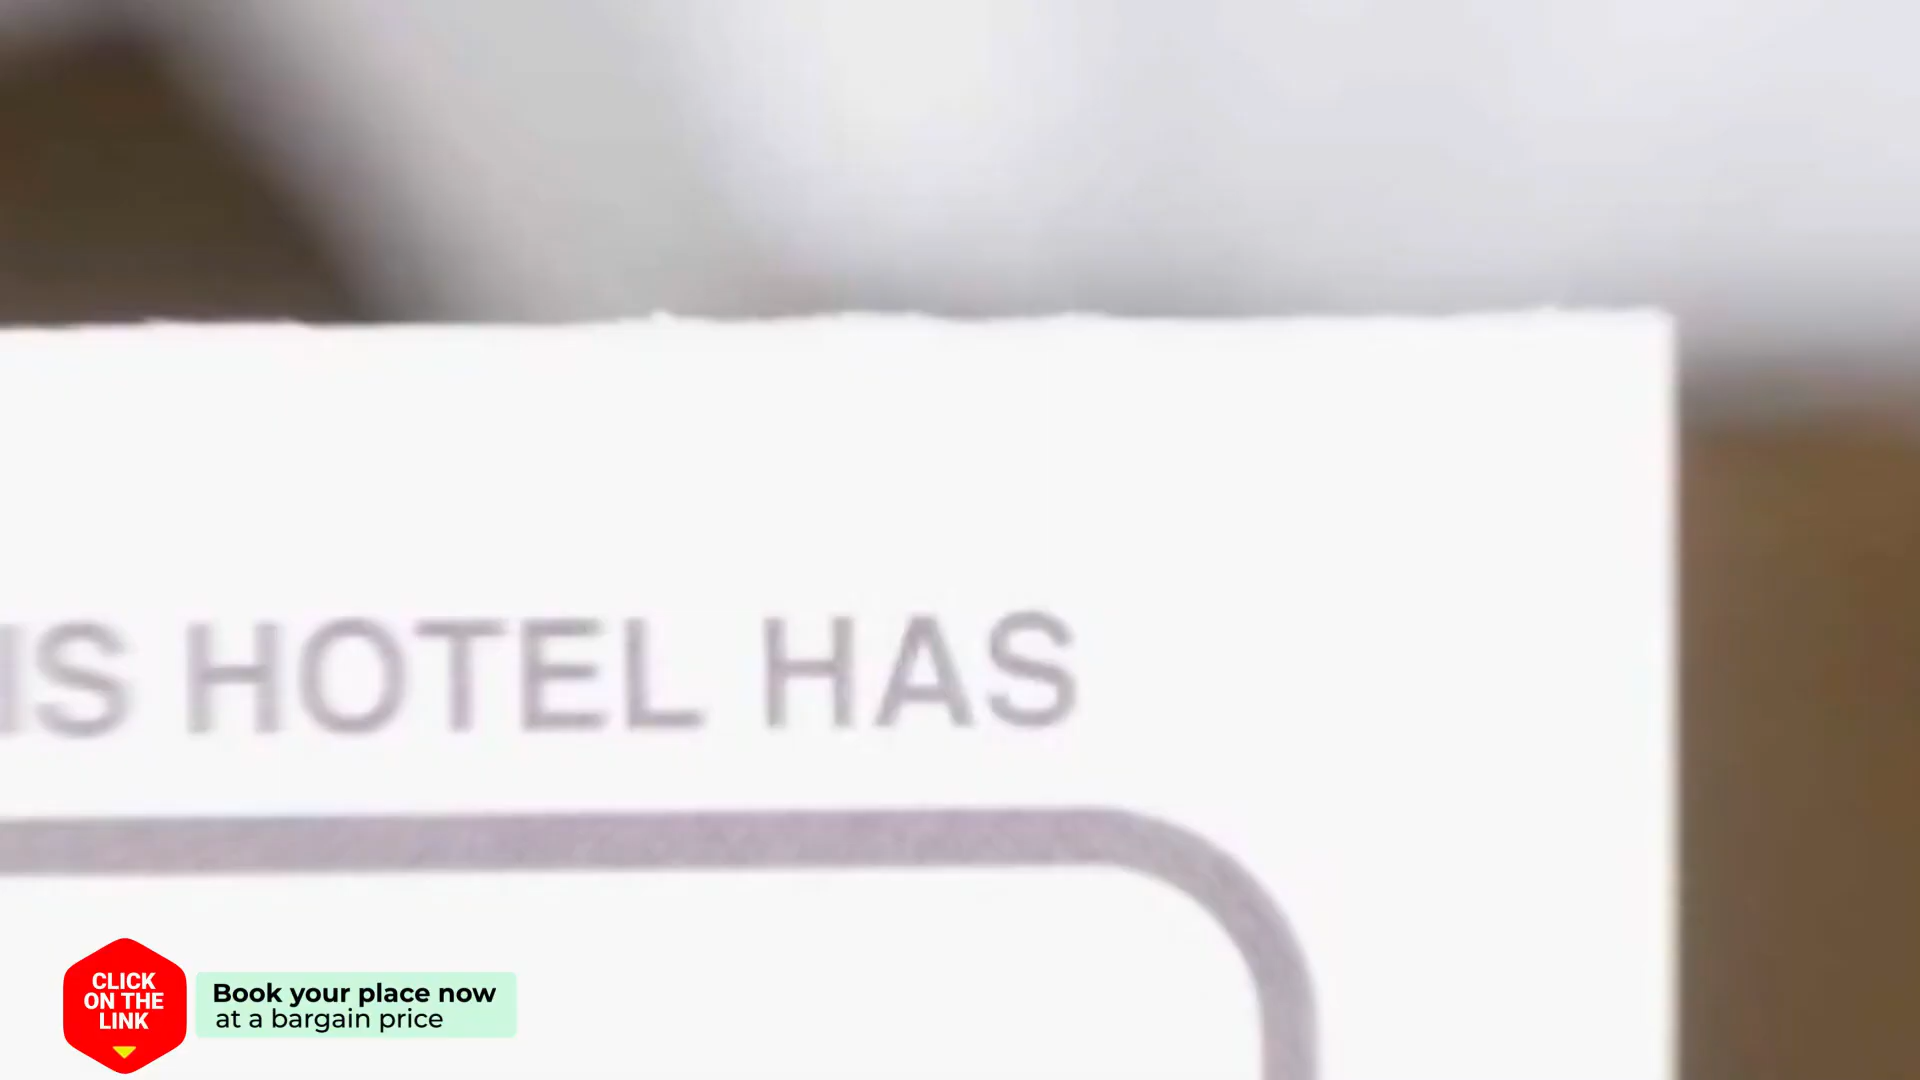 IS HOTEL HAS
CLICK
ON THE
LINK
Book your place now
at a bargain price